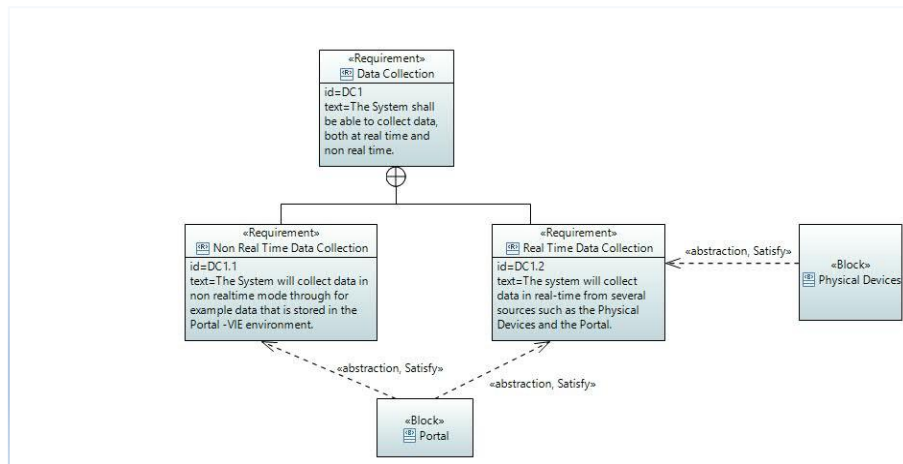 «Requirement»
Data Collection
id=DC1
text=The System shall
be able to collect data,
both at real time and
non real time.
«Requirement»
Non Real Time Data Collection
id=DC1.1
text=The System will collect data in
non realtime mode through for
example data that is stored in the
Portal -VIE environment.
«Requirement»
Real Time Data Collection
id=DC1.2
text=The system will collect
data in real-time from several
sources such as the Physical
Devices and the Portal.
«abstraction, Satisfy»
«Block»
Physical Devices
«abstraction, Satisfy»
«abstraction, Satisfy»
«Block»
Portal